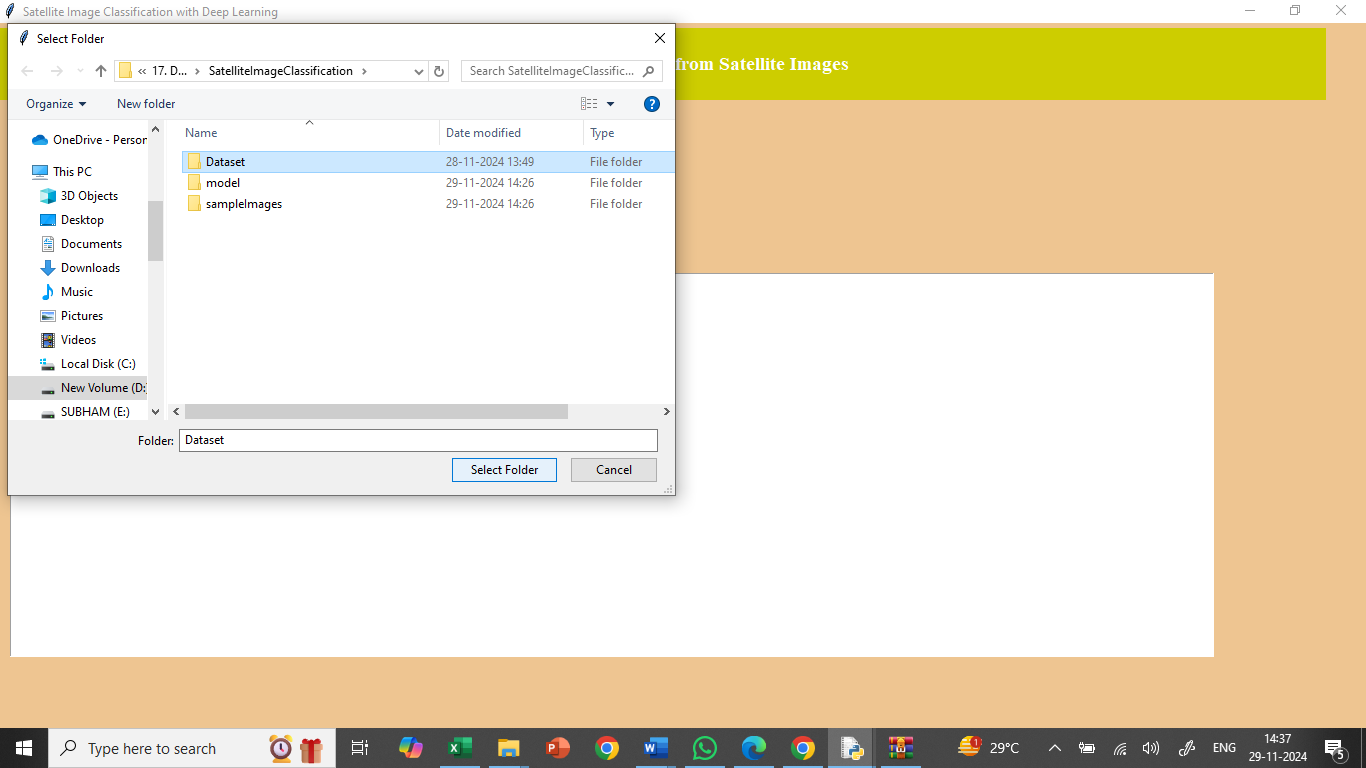 Satellite Image Classification with Deep Learning
Select Folder
« 17. D... › SatelliteImageClassification ›
Search SatelliteImageClassific...
from Satellite Images
Organize
New folder
?
Name Date modified Type
OneDrive - Person
This PC
3D Objects
Desktop
Documents
Downloads
Music
Pictures
Videos
Local Disk (C:)
New Volume (D:
SUBHAM (E:)
Dataset 28-11-2024 13:49 File folder
model 29-11-2024 14:26 File folder
sampleImages 29-11-2024 14:26 File folder
Folder: Dataset
Select Folder
Cancel
Type here to search
1
29°C
ENG
14:37
29-11-2024
5